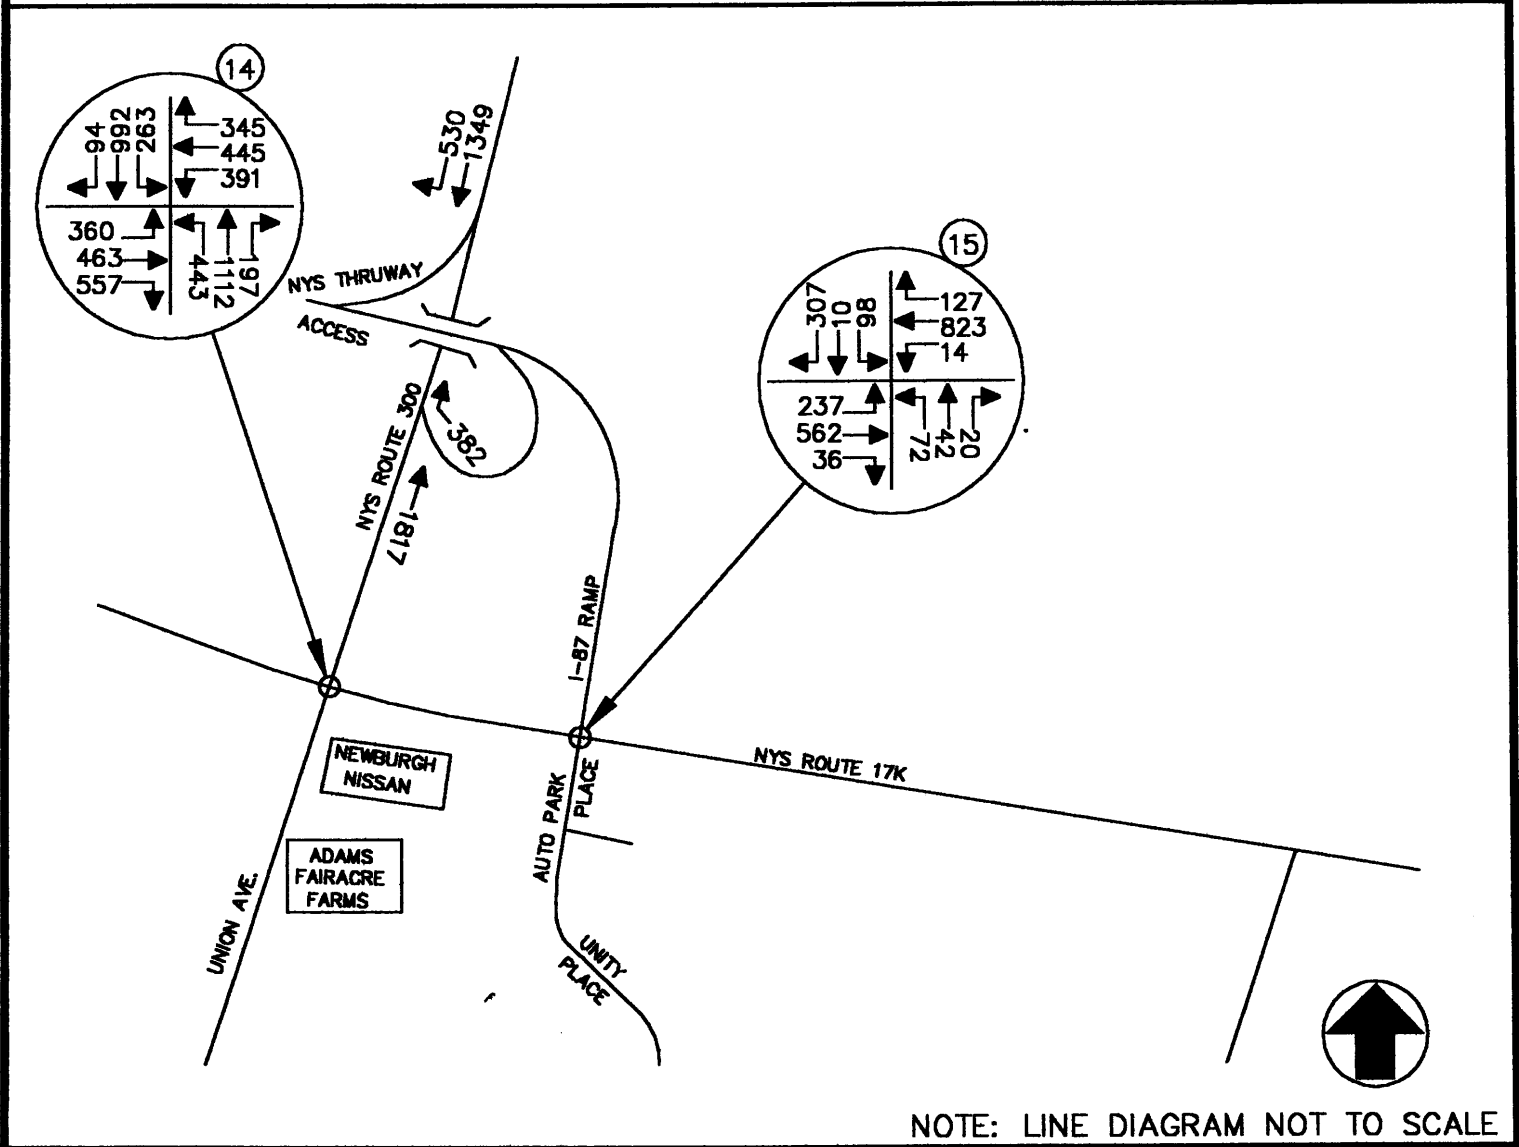 14
94
992
263
345
445
391
360
463
557
443
1112
197
530
1349
NYS THRUWAY
ACCESS
NYS ROUTE 300
382
1817
15
307
10
98
127
823
14
237
562
36
72
42
20
I-87 RAMP
NYS ROUTE 17K
NEWBURGH
NISSAN
ADAMS
FAIRACRE
FARMS
UNION AVE.
AUTO PARK
PLACE
UNITY
PLACE
NOTE: LINE DIAGRAM NOT TO SCALE